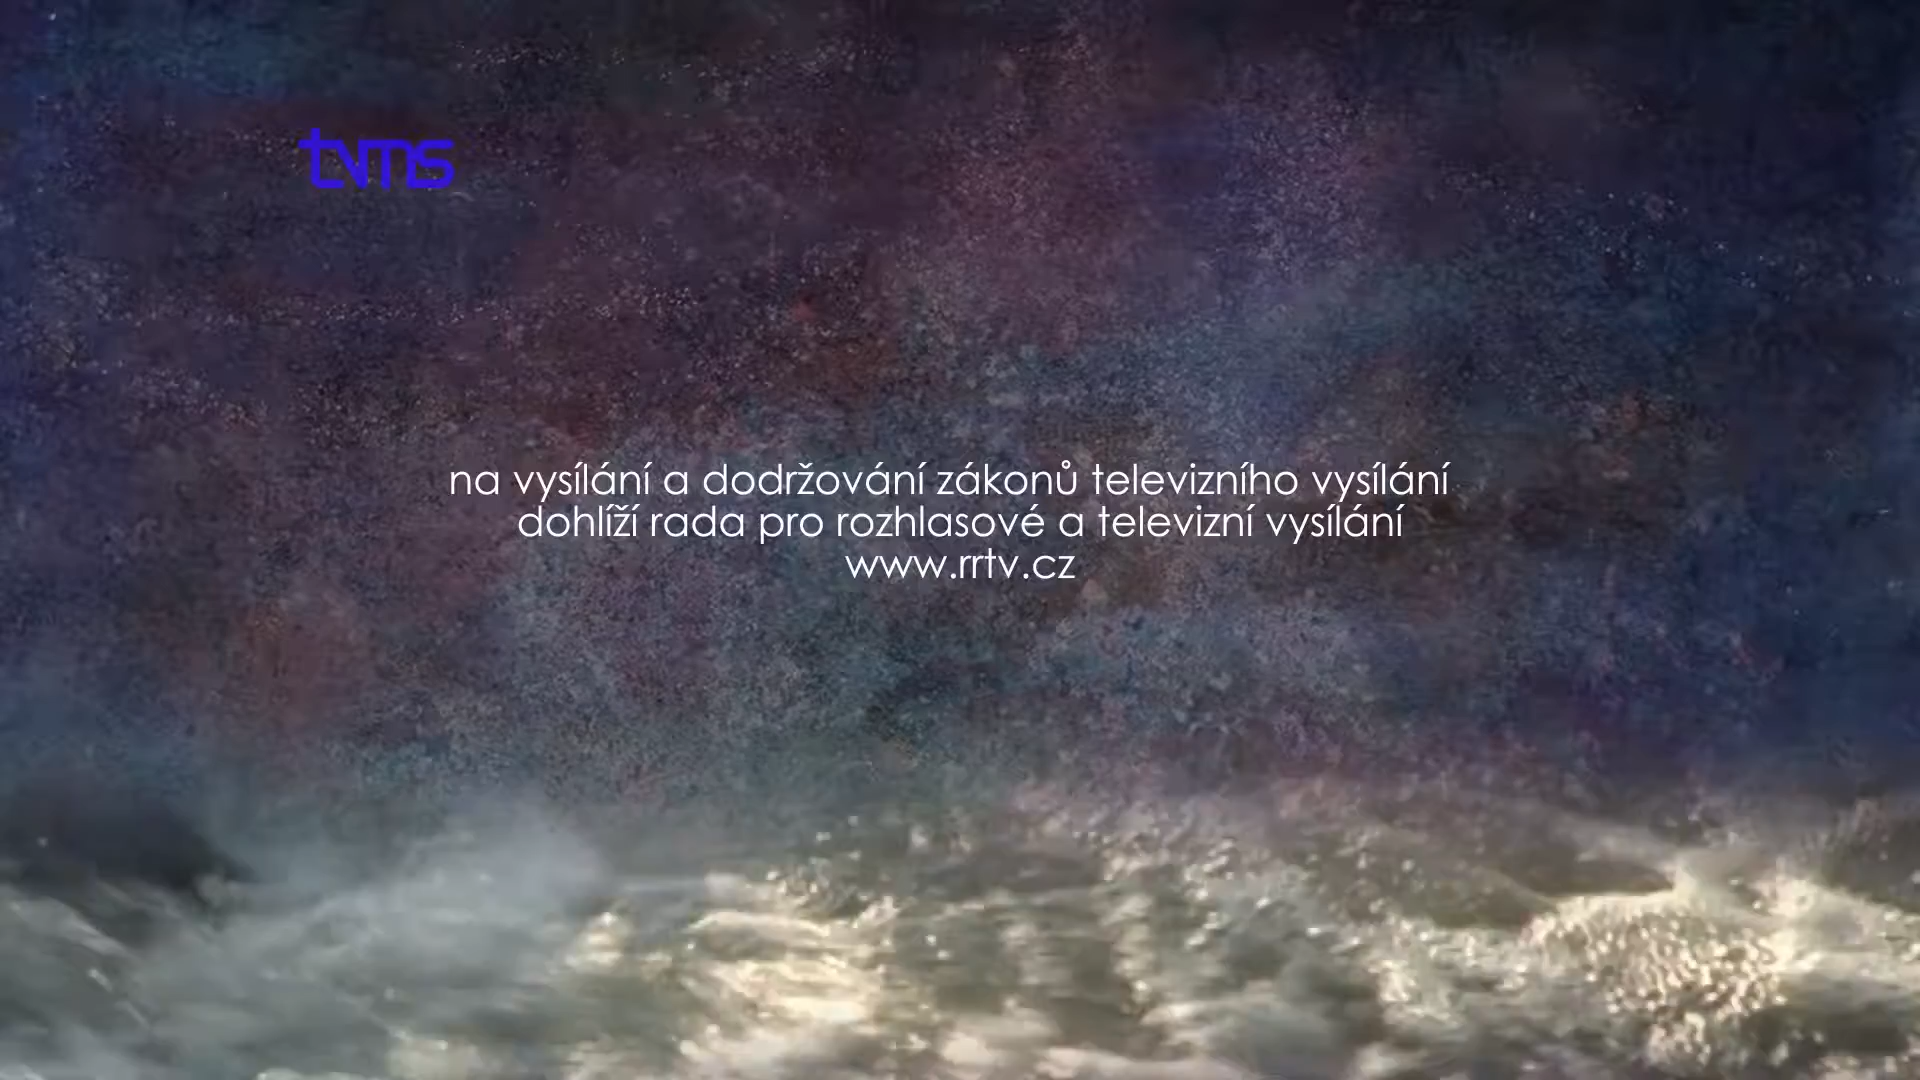 tvms
na vysílání a dodržování zákonů televizního vysílání
dohlíží rada pro rozhlasové a televizní vysílání
www.rrtv.cz